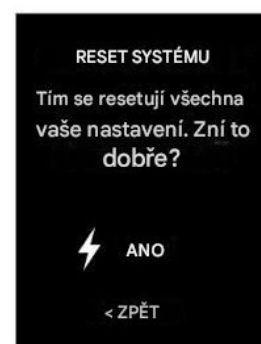 RESET SYSTÉMU
Tím se resetují všechna
vaše nastavení. Zní to
dobře?
ANO
< ZPĚT